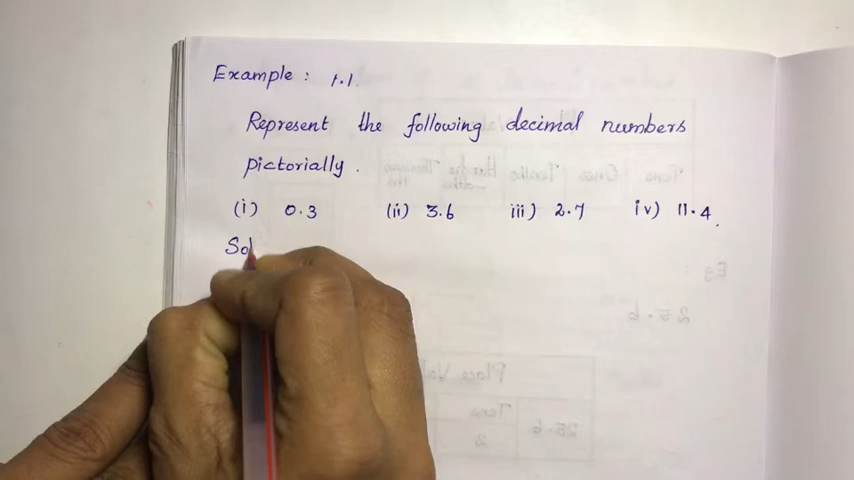 Example : 1.1.
Represent the following decimal numbers
pictorially .
(i) 0.3 (ii) 3.6 iii) 2.7 iv) 11.4 .
Sol